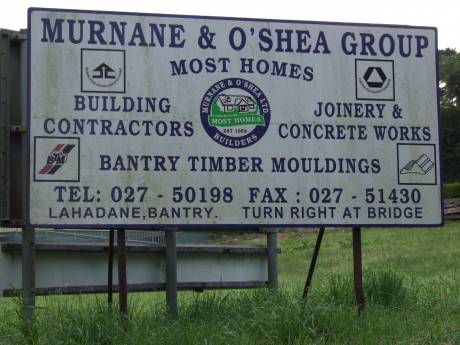 MURNANE & O'SHEA GROUP
MOST HOMES
BUILDING CONTRACTORS
MURNANE & O'SHEA LTD.
MOST HOMES
BUILDERS
JOINERY & CONCRETE WORKS
BANTRY TIMBER MOULDINGS
TEL: 027 - 50198 FAX : 027 - 51430
LAHADANE, BANTRY. TURN RIGHT AT BRIDGE